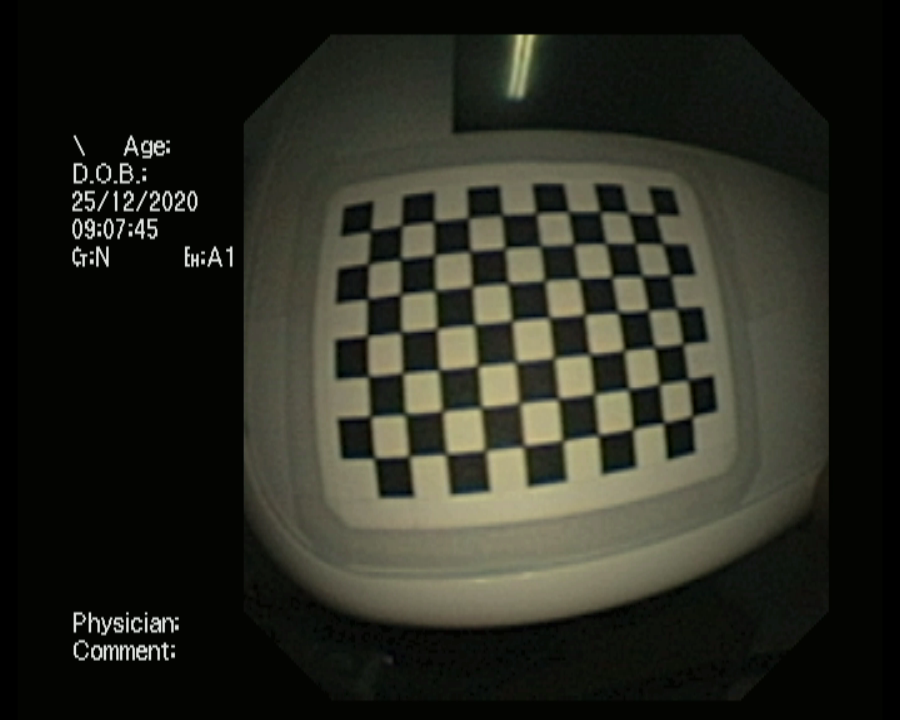 \ Age:
D.O.B.:
25/12/2020
09:07:45
Cr:N EH:A1
Physician:
Comment: